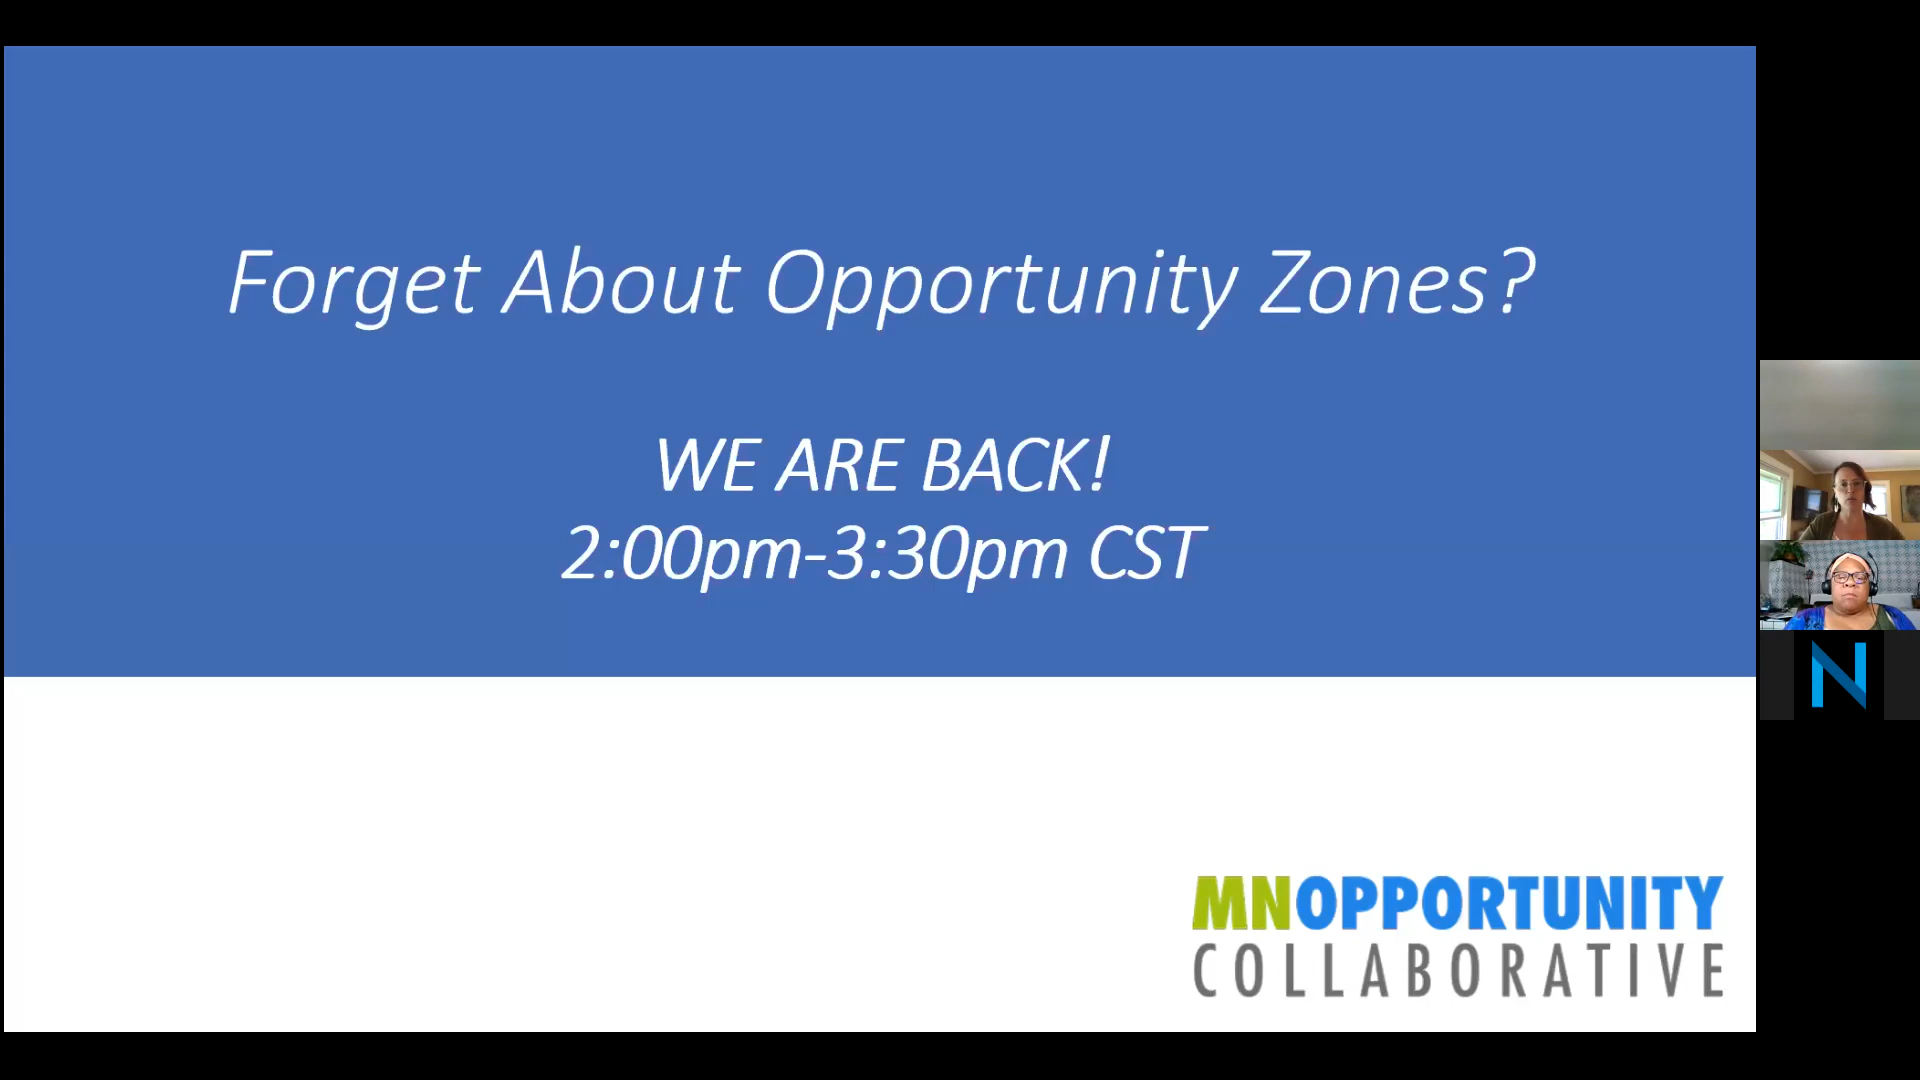 Forget About Opportunity Zones?
WE ARE BACK!
2:00pm-3:30pm CST
MNOPPORTUNITY
COLLABORATIVE
N